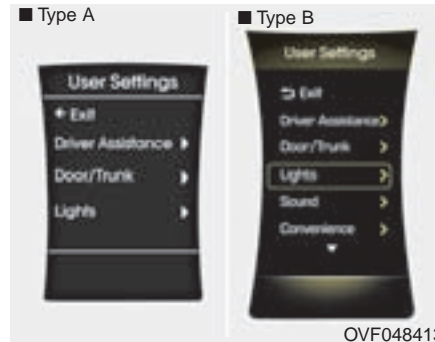 ■ Type A
User Settings
Exit
Driver Assistance
Door/Trunk
Lights
■ Type B
User Settings
Exit
Driver Assistance
Door/Trunk
Lights
Sound
Convenience
OVF048413